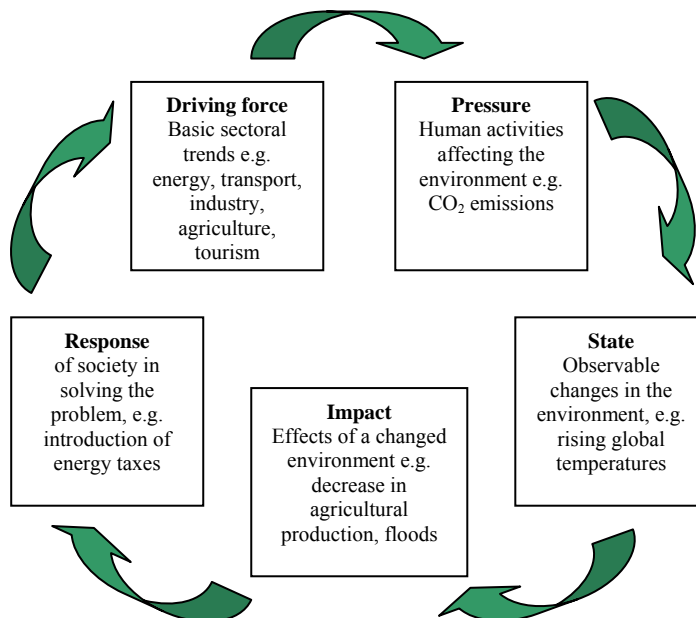 Driving force
Basic sectoral
trends e.g.
energy, transport,
industry,
agriculture,
tourism
Pressure
Human activities
affecting the
environment e.g.
CO₂ emissions
State
Observable
changes in the
environment, e.g.
rising global
temperatures
Impact
Effects of a changed
environment e.g.
decrease in
agricultural
production, floods
Response
of society in
solving the
problem, e.g.
introduction of
energy taxes